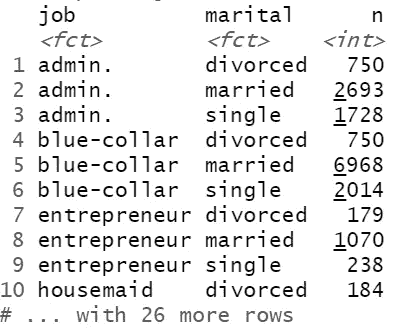 job marital n
<fct> <fct> <int>
1 admin. divorced 750
2 admin. married 2693
3 admin. single 1728
4 blue-collar divorced 750
5 blue-collar married 6968
6 blue-collar single 2014
7 entrepreneur divorced 179
8 entrepreneur married 1070
9 entrepreneur single 238
10 housemaid divorced 184
# ... with 26 more rows